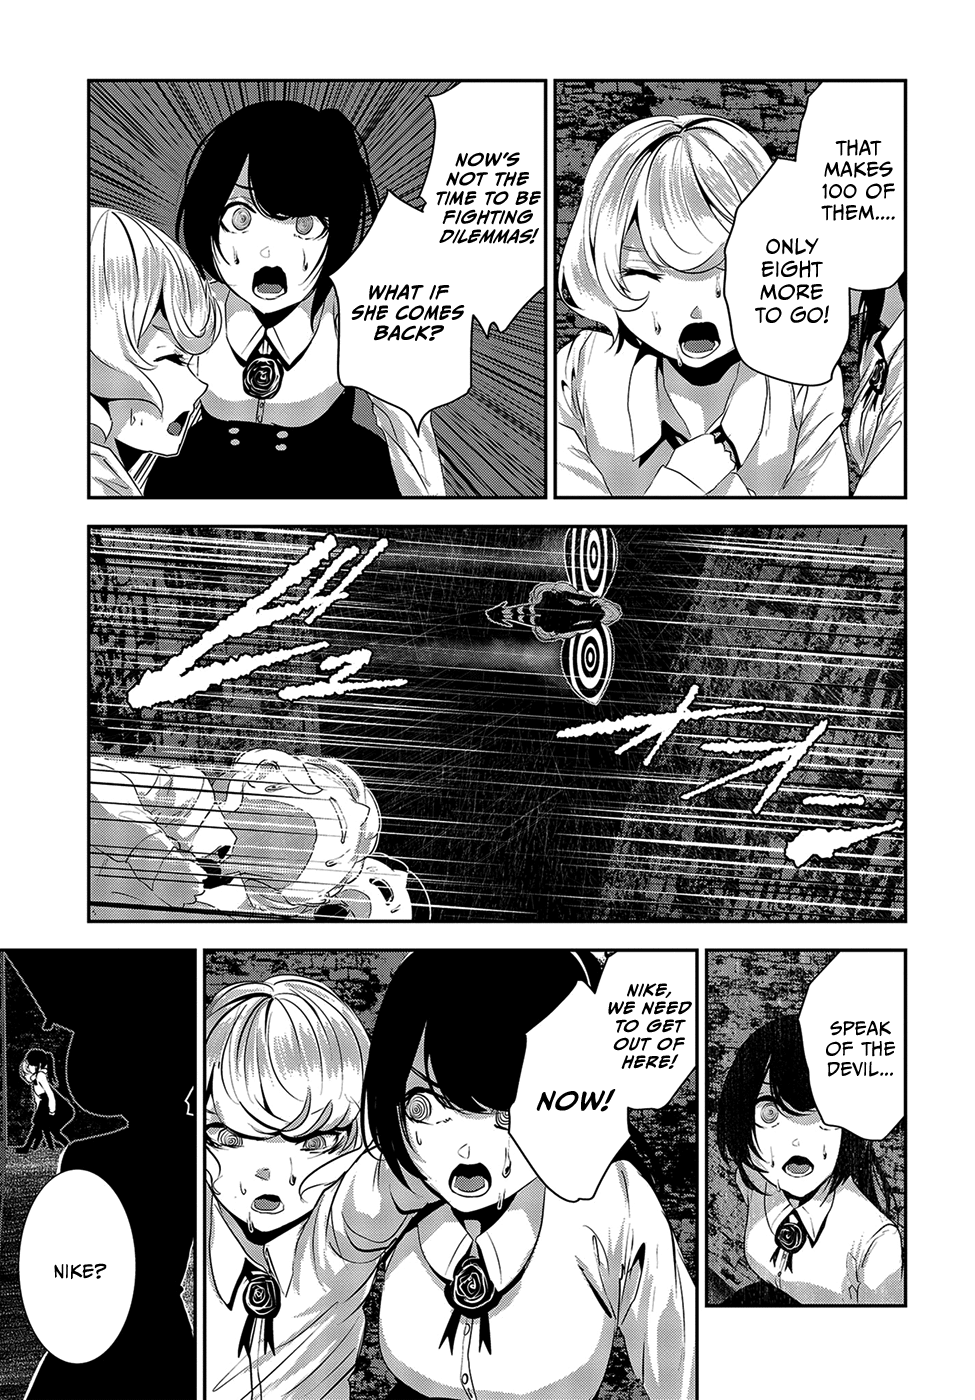 THAT
MAKES
100 OF
THEM....
ONLY
EIGHT
MORE
TO GO!
NOW'S
NOT THE
TIME TO BE
FIGHTING
DILEMMAS!
WHAT IF
SHE COMES
BACK?
SPEAK
OF THE
DEVIL...
NIKE,
WE NEED
TO GET
OUT OF
HERE!
NOW!
NIKE?